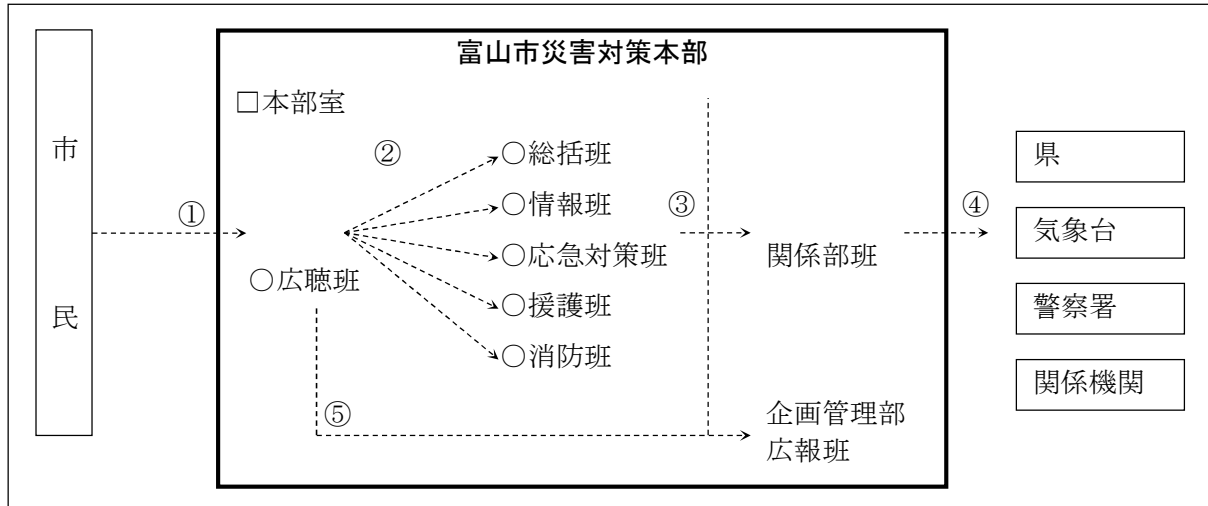 富山市災害対策本部
□本部室
市
民
①
②
○総括班
○情報班
○応急対策班
○援護班
○消防班
○広聴班
③
関係部班
④
県
気象台
警察署
関係機関
⑤
企画管理部
広報班